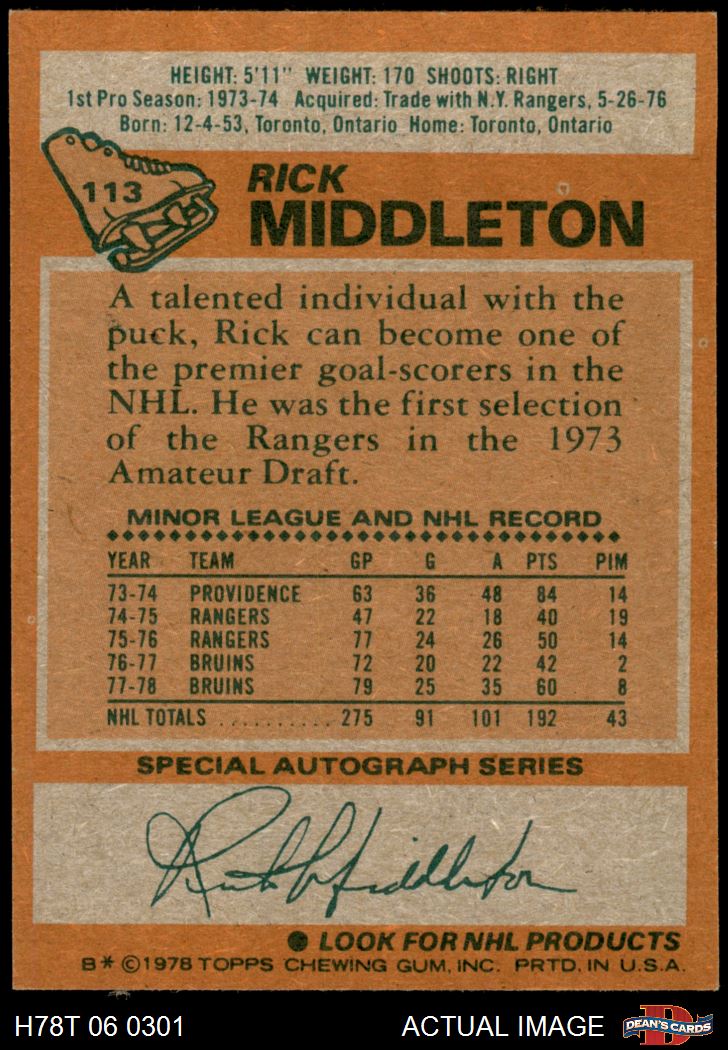 HEIGHT: 5'11" WEIGHT: 170 SHOOTS: RIGHT
1st Pro Season: 1973-74 Acquired: Trade with N.Y. Rangers, 5-26-76
Born: 12-4-53, Toronto, Ontario Home: Toronto, Ontario
113
RICK
MIDDLETON
A talented individual with the
puck, Rick can become one of
the premier goal-scorers in the
NHL. He was the first selection
of the Rangers in the 1973
Amateur Draft.
MINOR LEAGUE AND NHL RECORD
YEAR TEAM GP G A PTS PIM
73-74 PROVIDENCE 63 36 48 84 14
74-75 RANGERS 47 22 18 40 19
75-76 RANGERS 77 24 26 50 14
76-77 BRUINS 72 20 22 42 2
77-78 BRUINS 79 25 35 60 8
NHL TOTALS .......... 275 91 101 192 43
SPECIAL AUTOGRAPH SERIES
Rick Middleton
● LOOK FOR NHL PRODUCTS
B* ©1978 TOPPS CHEWING GUM, INC. PRTD. IN U.S.A.
H78T 06 0301 ACTUAL IMAGE
D
DEAN'S CARDS